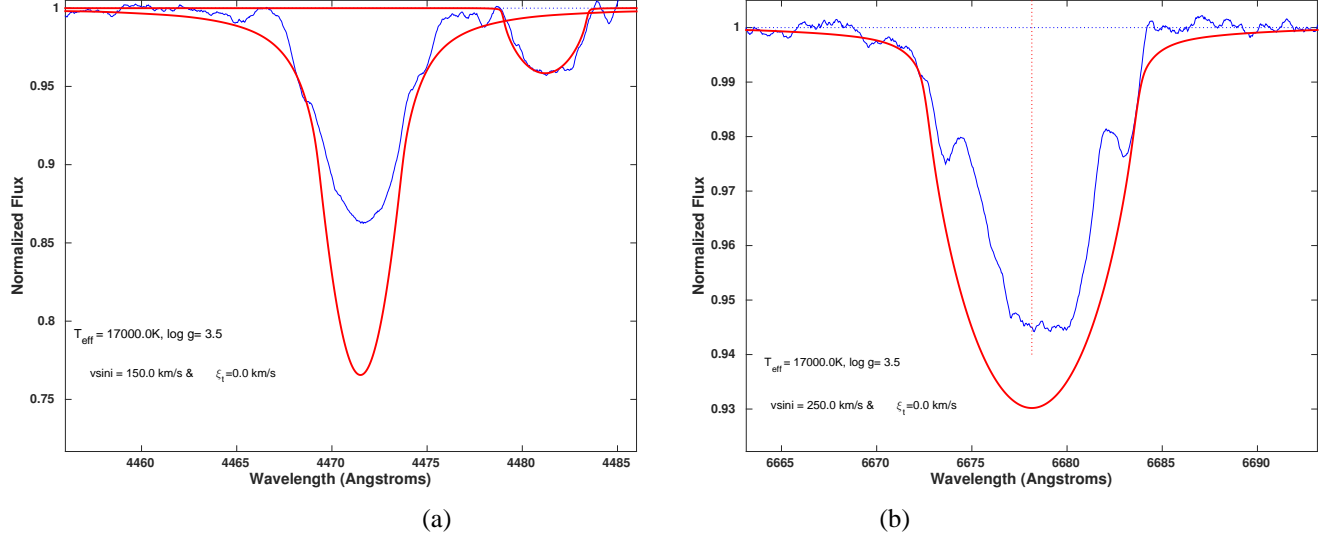 1
0.95
0.9
0.85
0.8
0.75
Normalized Flux
T_eff = 17000.0K, log g= 3.5
vsini = 150.0 km/s & ξ_t=0.0 km/s
4460 4465 4470 4475 4480 4485
Wavelength (Angstroms)
(a)
1
0.99
0.98
0.97
0.96
0.95
0.94
0.93
Normalized Flux
T_eff = 17000.0K, log g= 3.5
vsini = 250.0 km/s & ξ_t=0.0 km/s
6665 6670 6675 6680 6685 6690
Wavelength (Angstroms)
(b)